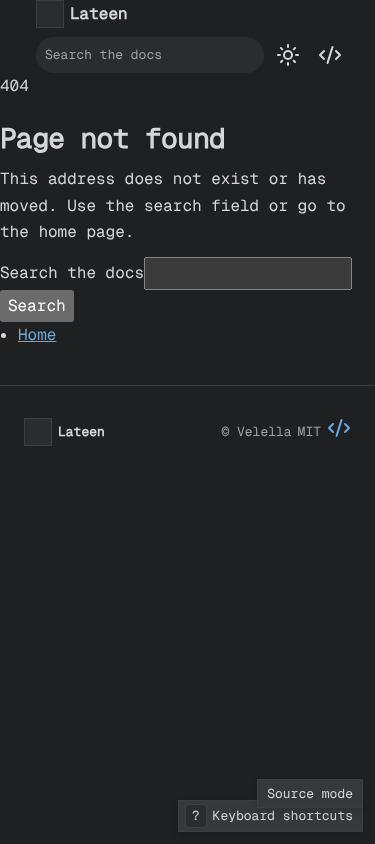 Lateen
Search the docs
404
Page not found
This address does not exist or has
moved. Use the search field or go to
the home page.
Search the docs
Search
Home
Lateen
© Velella MIT
Source mode
? Keyboard shortcuts